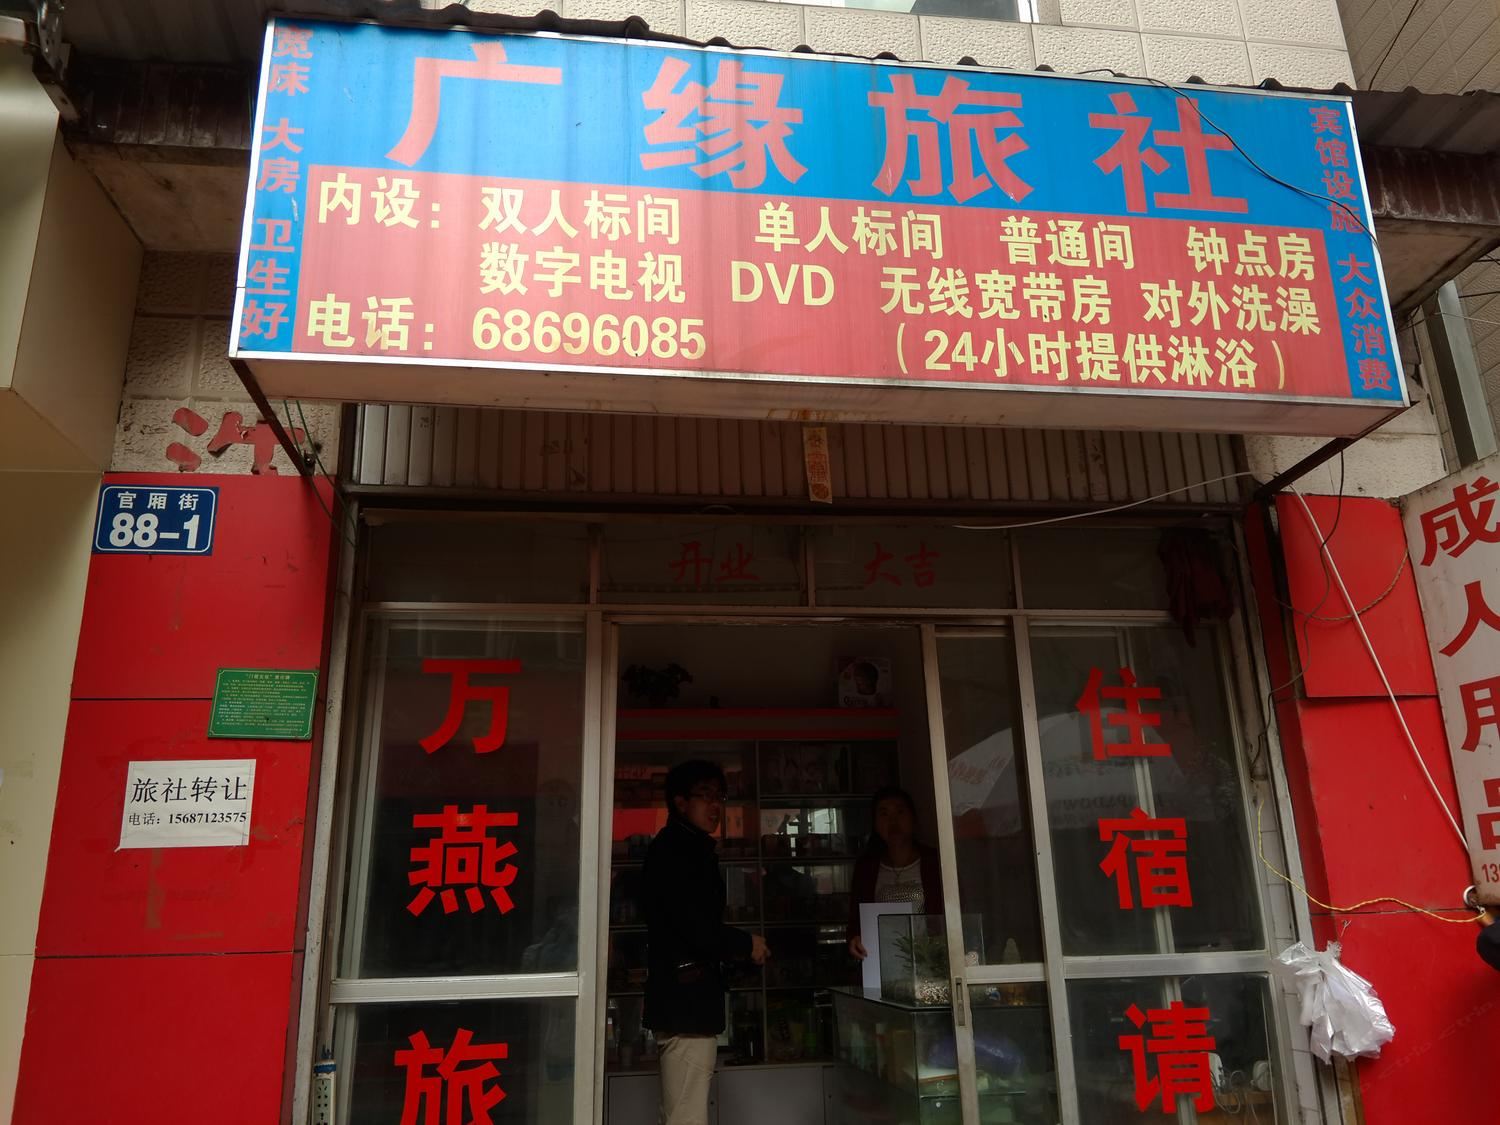 广缘旅社
宽床 大房 卫生好
宾馆设施 大众消费
内设：双人标间 单人标间 普通间 钟点房
数字电视 DVD 无线宽带房 对外洗澡
电话：68696085 （24小时提供淋浴）
官厢街
88-1
开业 大吉
万燕旅
住宿请
旅社转让
电话：15687123575
成人用品